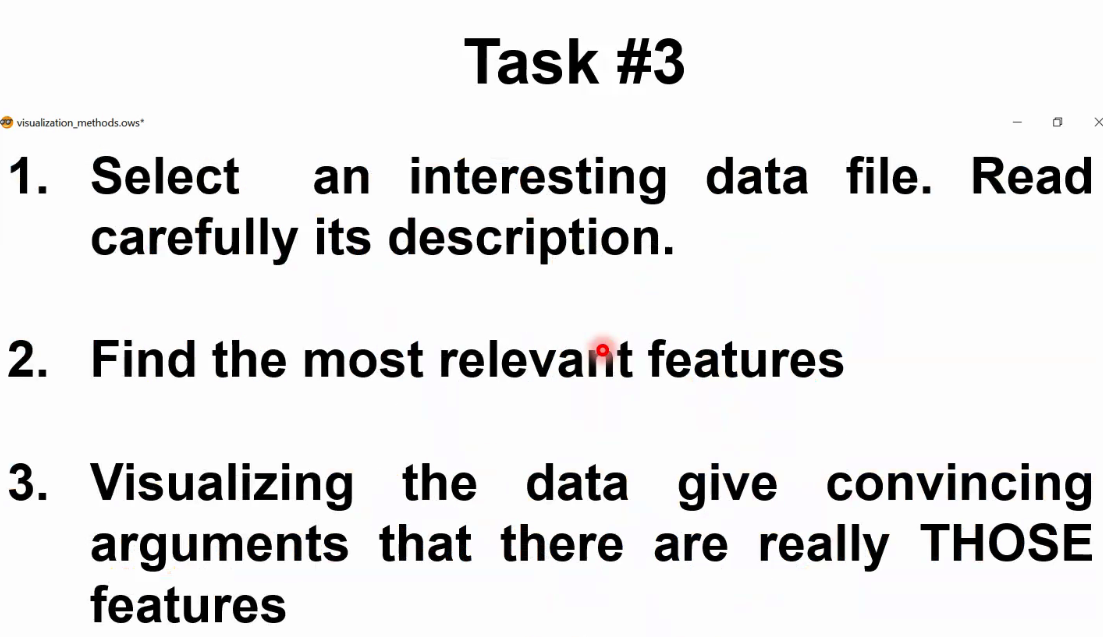 Task #3
visualization_methods.ows*
1. Select an interesting data file. Read
carefully its description.
2. Find the most relevant features
3. Visualizing the data give convincing
arguments that there are really THOSE
features